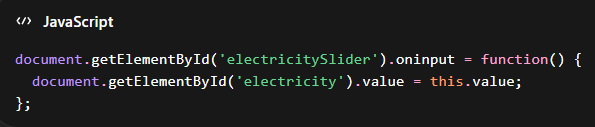 </> JavaScript
document.getElementById('electricitySlider').oninput = function() {
  document.getElementById('electricity').value = this.value;
};